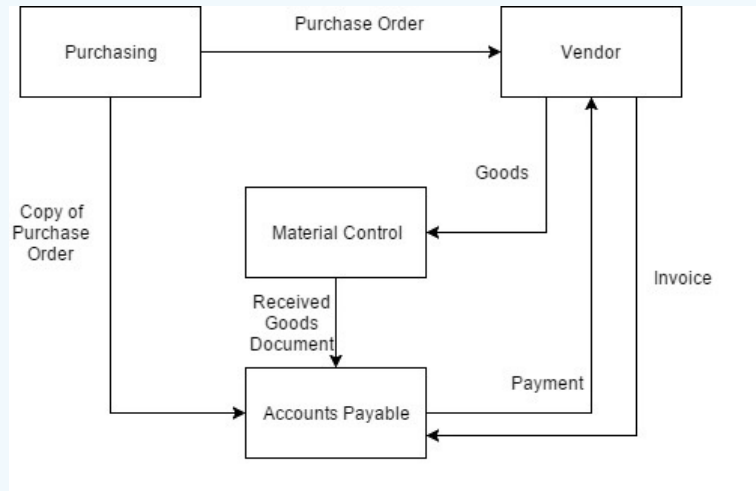 Purchase Order
Purchasing
Vendor
Goods
Copy of
Purchase
Order
Material Control
Invoice
Received
Goods
Document
Payment
Accounts Payable